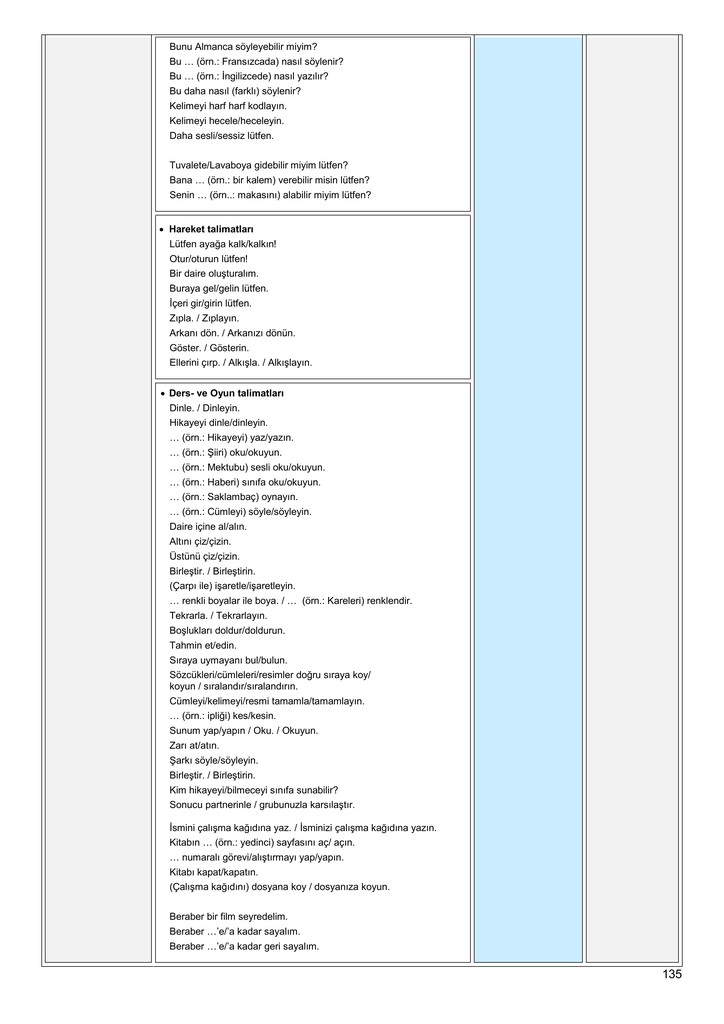 Bunu Almanca söyleyebilir miyim?
Bu … (örn.: Fransızcada) nasıl söylenir?
Bu … (örn.: İngilizcede) nasıl yazılır?
Bu daha nasıl (farklı) söylenir?
Kelimeyi harf harf kodlayın.
Kelimeyi hecele/heceleyin.
Daha sesli/sessiz lütfen.
Tuvalete/Lavaboya gidebilir miyim lütfen?
Bana … (örn.: bir kalem) verebilir misin lütfen?
Senin … (örn..: makasını) alabilir miyim lütfen?
• Hareket talimatları
Lütfen ayağa kalk/kalkın!
Otur/oturun lütfen!
Bir daire oluşturalım.
Buraya gel/gelin lütfen.
İçeri gir/girin lütfen.
Zıpla. / Zıplayın.
Arkanı dön. / Arkanızı dönün.
Göster. / Gösterin.
Ellerini çırp. / Alkışla. / Alkışlayın.
• Ders- ve Oyun talimatları
Dinle. / Dinleyin.
Hikayeyi dinle/dinleyin.
… (örn.: Hikayeyi) yaz/yazın.
… (örn.: Şiiri) oku/okuyun.
… (örn.: Mektubu) sesli oku/okuyun.
… (örn.: Haberi) sınıfa oku/okuyun.
… (örn.: Saklambaç) oynayın.
… (örn.: Cümleyi) söyle/söyleyin.
Daire içine al/alın.
Altını çiz/çizin.
Üstünü çiz/çizin.
Birleştir. / Birleştirin.
(Çarpı ile) işaretle/işaretleyin.
… renkli boyalar ile boya. / … (örn.: Kareleri) renklendir.
Tekrarla. / Tekrarlayın.
Boşlukları doldur/doldurun.
Tahmin et/edin.
Sıraya uymayanı bul/bulun.
Sözcükleri/cümleleri/resimler doğru sıraya koy/
koyun / sıralandır/sıralandırın.
Cümleyi/kelimeyi/resmi tamamla/tamamlayın.
… (örn.: ipliği) kes/kesin.
Sunum yap/yapın / Oku. / Okuyun.
Zarı at/atın.
Şarkı söyle/söyleyin.
Birleştir. / Birleştirin.
Kim hikayeyi/bilmeceyi sınıfa sunabilir?
Sonucu partnerinle / grubunuzla karsılaştır.
İsmini çalışma kağıdına yaz. / İsminizi çalışma kağıdına yazın.
Kitabın … (örn.: yedinci) sayfasını aç/ açın.
… numaralı görevi/alıştırmayı yap/yapın.
Kitabı kapat/kapatın.
(Çalışma kağıdını) dosyana koy / dosyanıza koyun.
Beraber bir film seyredelim.
Beraber …’e/’a kadar sayalım.
Beraber …’e/’a kadar geri sayalım.
135